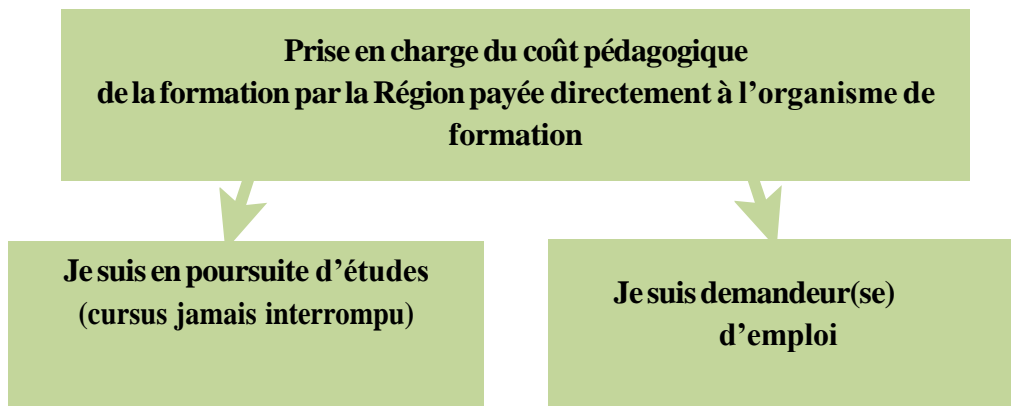 Prise en charge du coût pédagogique
de la formation par la Région payée directement à l’organisme de
formation
Je suis en poursuite d’études
(cursus jamais interrompu)
Je suis demandeur(se)
d’emploi